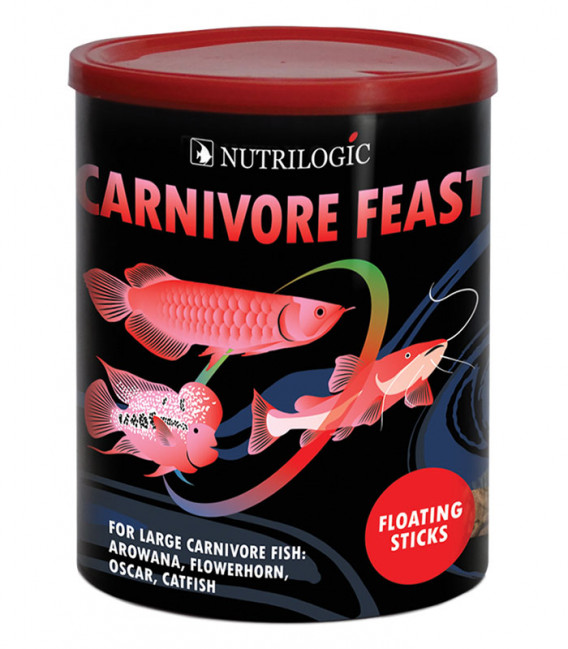 NUTRILOGIC
CARNIVORE FEAST
FLOATING
STICKS
FOR LARGE CARNIVORE FISH:
AROWANA, FLOWERHORN,
OSCAR, CATFISH